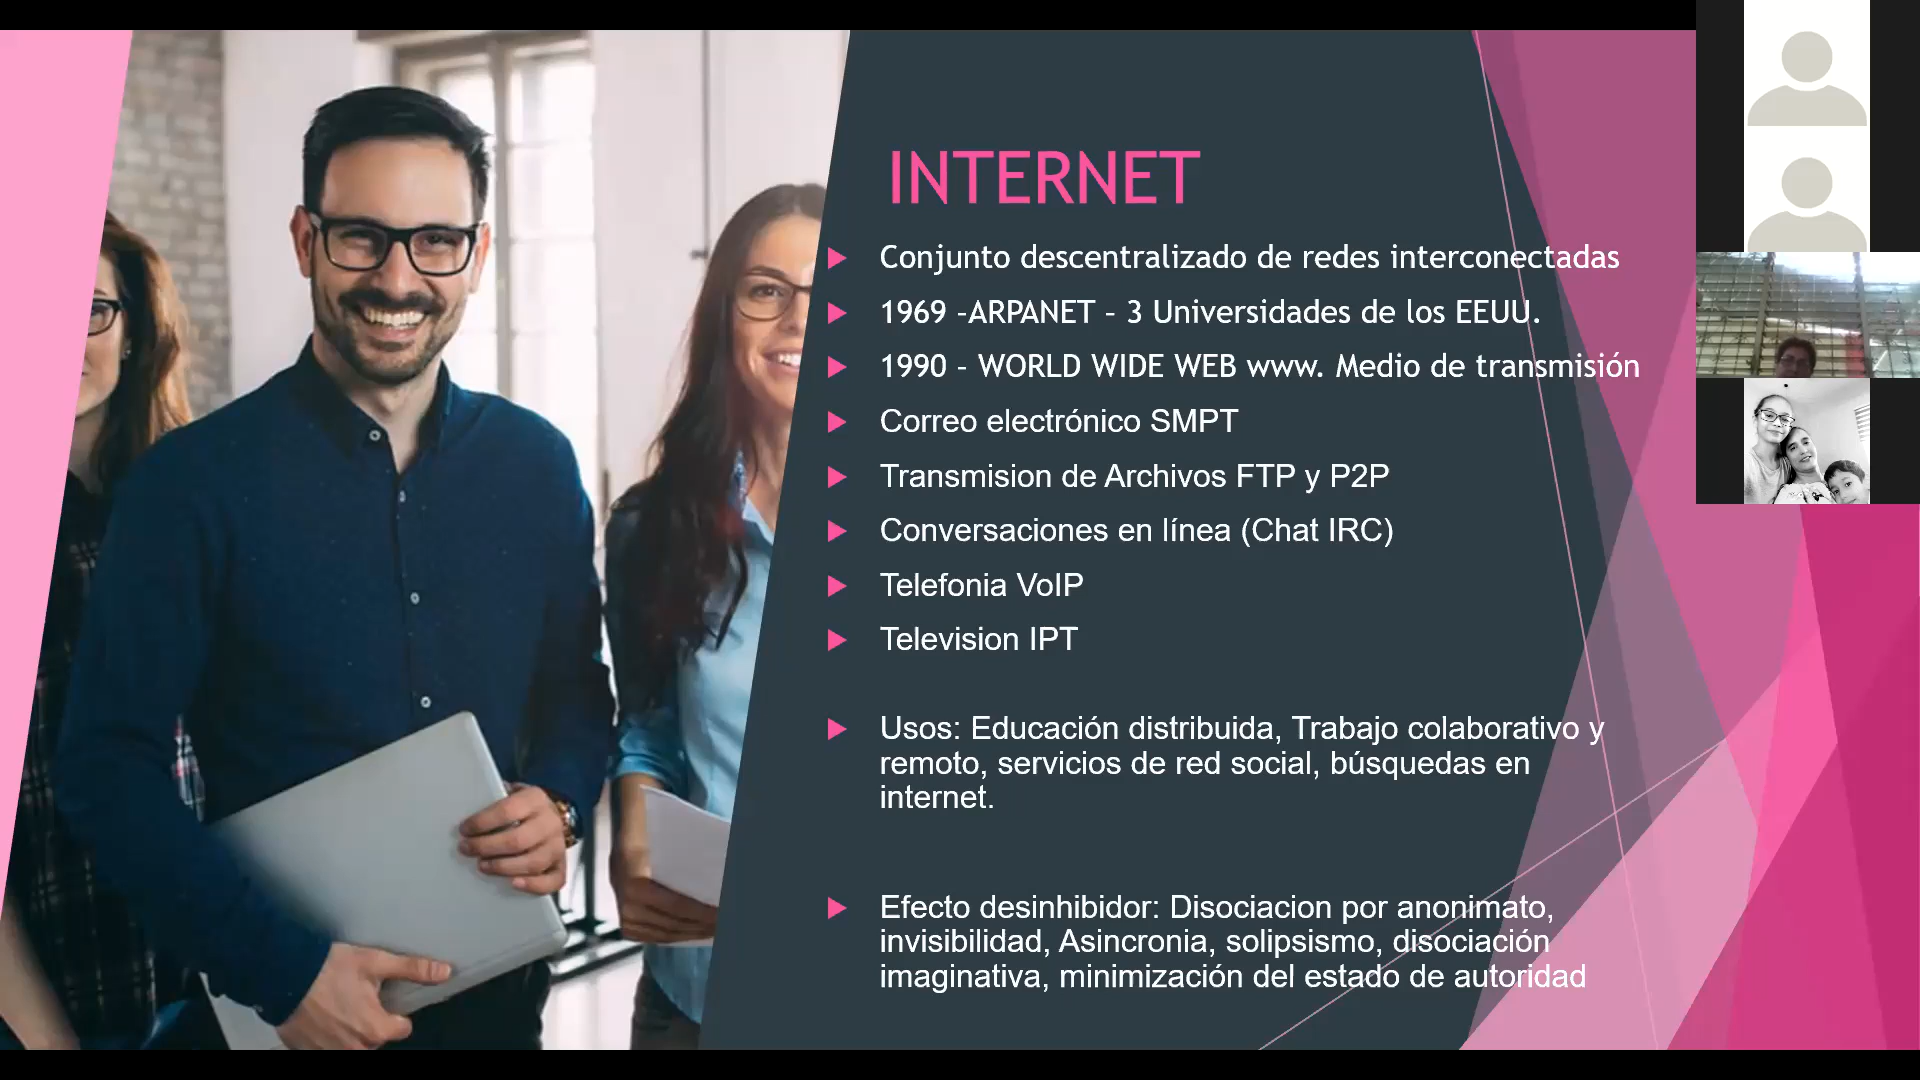 INTERNET
Conjunto descentralizado de redes interconectadas
1969 –ARPANET – 3 Universidades de los EEUU.
1990 – WORLD WIDE WEB www. Medio de transmisión
Correo electrónico SMPT
Transmision de Archivos FTP y P2P
Conversaciones en línea (Chat IRC)
Telefonia VoIP
Television IPT
Usos: Educación distribuida, Trabajo colaborativo y
remoto, servicios de red social, búsquedas en
internet.
Efecto desinhibidor: Disociacion por anonimato,
invisibilidad, Asincronia, solipsismo, disociación
imaginativa, minimización del estado de autoridad